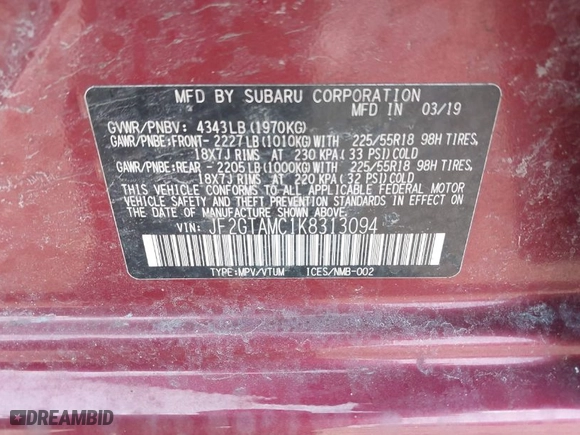 MFD BY SUBARU CORPORATION
MFD IN 03/19
GVWR/PNBV: 4343LB (1970KG)
GAWR/PNBE:FRONT- 2227LB(1010KG)WITH 225/55R18 98H TIRES,
18X7J RIMS AT 230 KPA(33 PSI)COLD
GAWR/PNBE:REAR - 2205LB(1000KG)WITH 225/55R18 98H TIRES,
18X7J RIMS AT 220 KPA(32 PSI)COLD
THIS VEHICLE CONFORMS TO ALL APPLICABLE FEDERAL MOTOR
VEHICLE SAFETY STANDARDS IN EFFECT ON THE
DATE OF MANUFACTURE SHOWN ABOVE.
VIN: JF2GTAMC1K8313094
TYPE:MPV/VTUM ICES/NMB-002
DREAMBID